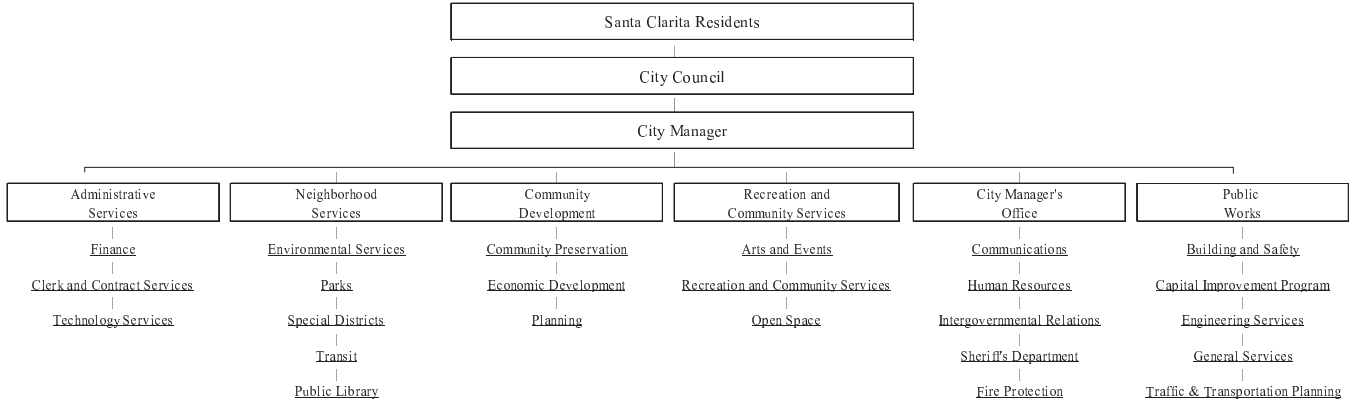 Santa Clarita Residents
City Council
City Manager
Administrative
Services
Finance
Clerk and Contract Services
Technology Services
Neighborhood
Services
Environmental Services
Parks
Special Districts
Transit
Public Library
Community
Development
Community Preservation
Economic Development
Planning
Recreation and
Community Services
Arts and Events
Recreation and Community Services
Open Space
City Manager's
Office
Communications
Human Resources
Intergovernmental Relations
Sheriff's Department
Fire Protection
Public
Works
Building and Safety
Capital Improvement Program
Engineering Services
General Services
Traffic & Transportation Planning